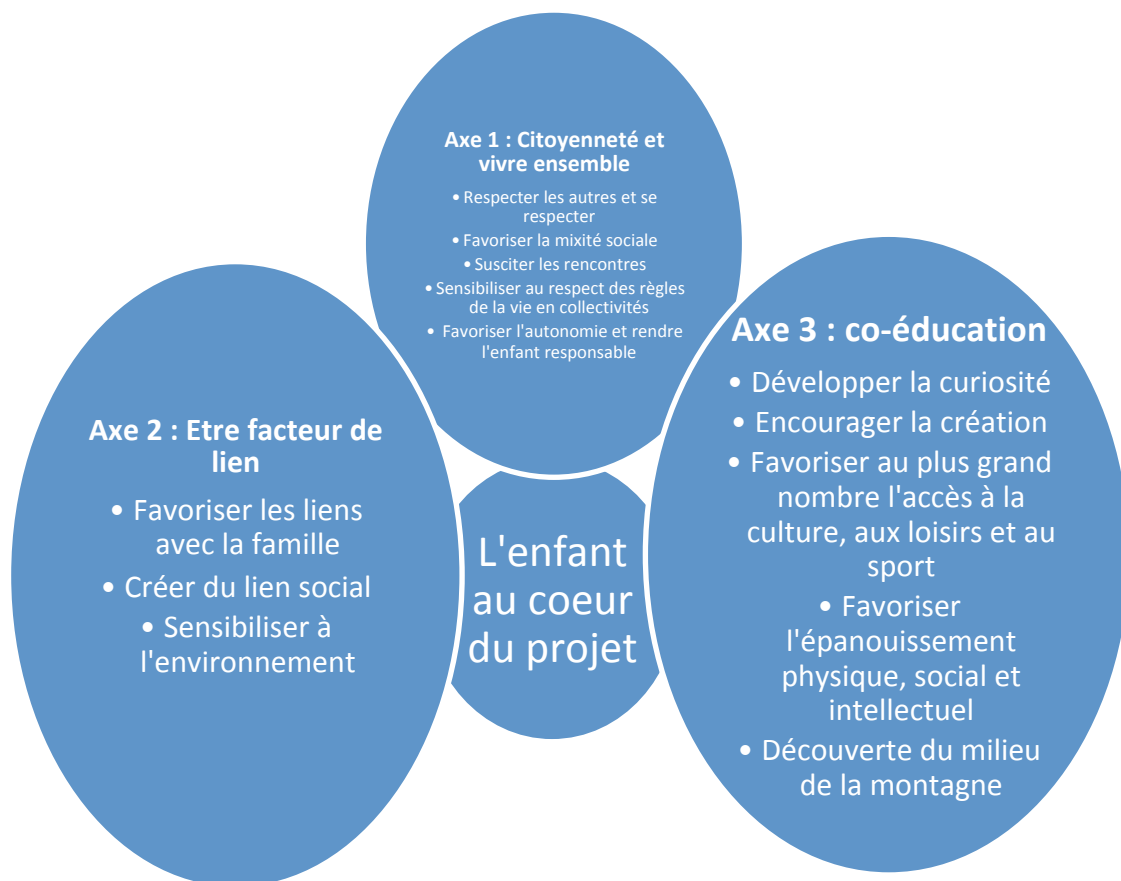 Axe 1 : Citoyenneté et
vivre ensemble
• Respecter les autres et se
respecter
• Favoriser la mixité sociale
• Susciter les rencontres
• Sensibiliser au respect des règles
de la vie en collectivités
• Favoriser l'autonomie et rendre
l'enfant responsable
Axe 2 : Etre facteur de
lien
• Favoriser les liens
avec la famille
• Créer du lien social
• Sensibiliser à
l'environnement
L'enfant
au coeur
du projet
Axe 3 : co-éducation
• Développer la curiosité
• Encourager la création
• Favoriser au plus grand
nombre l'accès à la
culture, aux loisirs et au
sport
• Favoriser
l'épanouissement
physique, social et
intellectuel
• Découverte du milieu
de la montagne